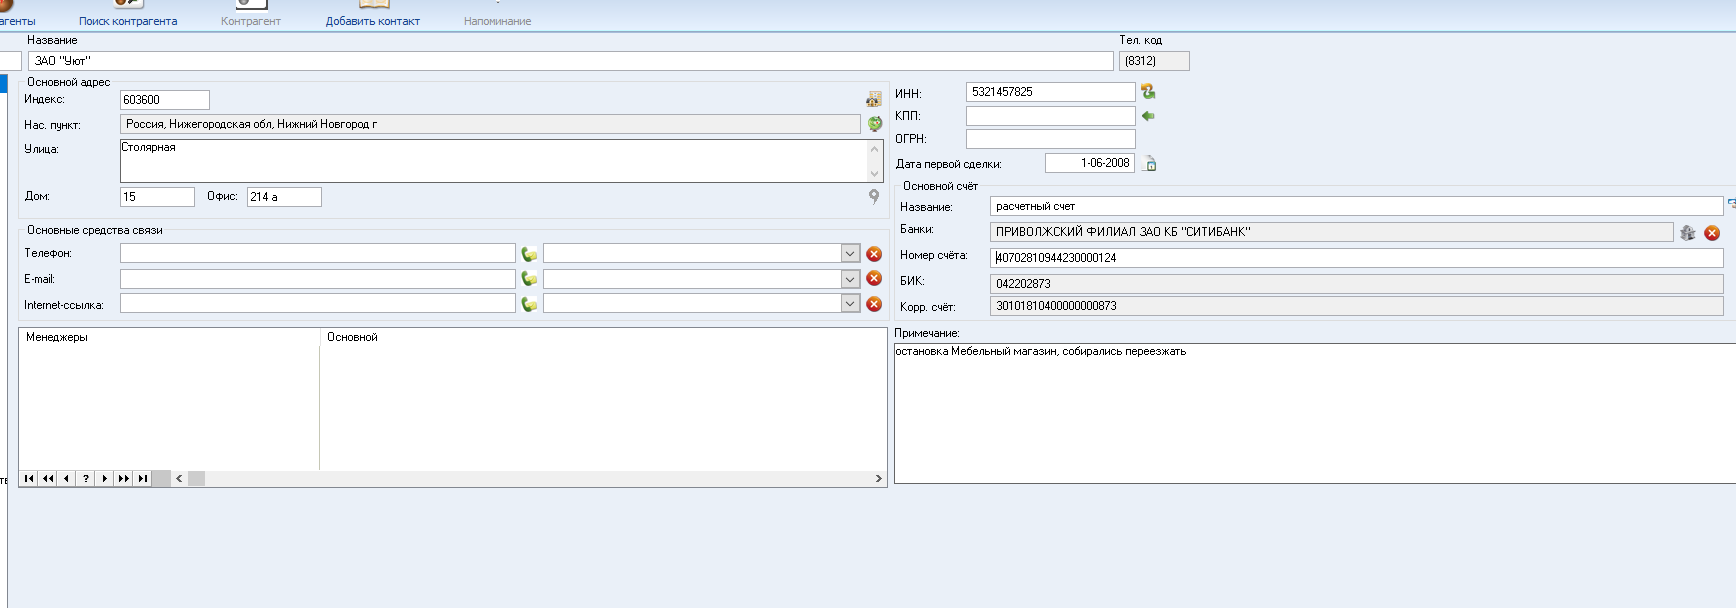 агенты Поиск контрагента Контрагент Добавить контакт Напоминание
Название Тел. код
ЗАО "Уют" (8312)
Основной адрес
Индекс: 603600
Нас. пункт: Россия, Нижегородская обл, Нижний Новгород г
Улица: Столярная
Дом: 15 Офис: 214 а
Основные средства связи
Телефон:
E-mail:
Internet-ссылка:
Менеджеры Основной
ИНН: 5321457825
КПП:
ОГРН:
Дата первой сделки: 1-06-2008
Основной счёт
Название: расчетный счет
Банки: ПРИВОЛЖСКИЙ ФИЛИАЛ ЗАО КБ "СИТИБАНК"
Номер счёта: 40702810944230000124
БИК: 042202873
Корр. счёт: 30101810400000000873
Примечание:
остановка Мебельный магазин, собирались переезжать